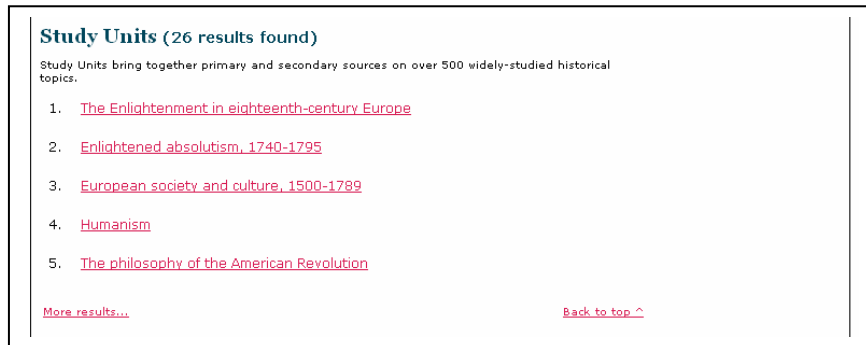 Study Units (26 results found)
Study Units bring together primary and secondary sources on over 500 widely-studied historical
topics.
1. The Enlightenment in eighteenth-century Europe
2. Enlightened absolutism, 1740-1795
3. European society and culture, 1500-1789
4. Humanism
5. The philosophy of the American Revolution
More results... Back to top ^